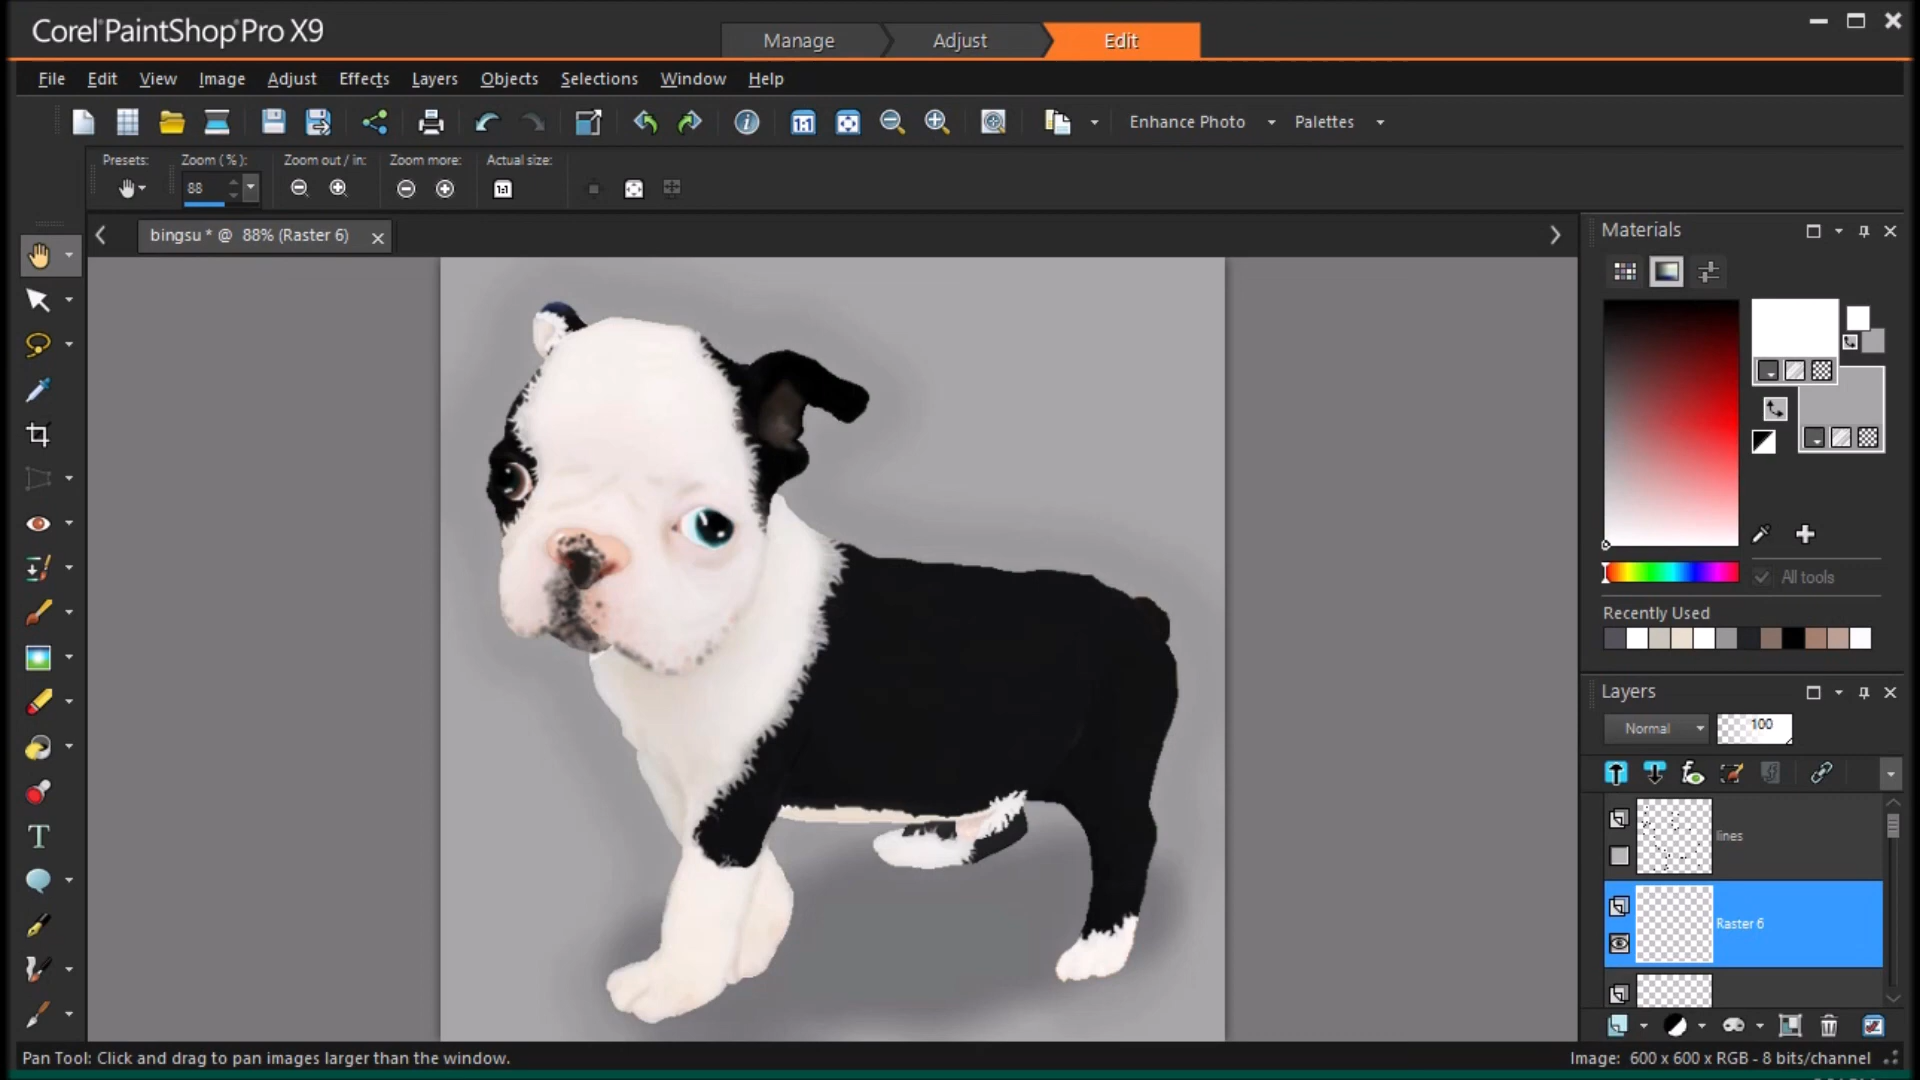 Corel PaintShop Pro X9
Manage
Adjust
Edit
File
Edit
View
Image
Adjust
Effects
Layers
Objects
Selections
Window
Help
Enhance Photo
Palettes
Presets:
Zoom (%):
Zoom out / in:
Zoom more:
Actual size:
88
bingsu * @ 88% (Raster 6)
Materials
All tools
Recently Used
Layers
Normal
100
lines
Raster 6
Pan Tool: Click and drag to pan images larger than the window.
Image: 600 x 600 x RGB - 8 bits/channel